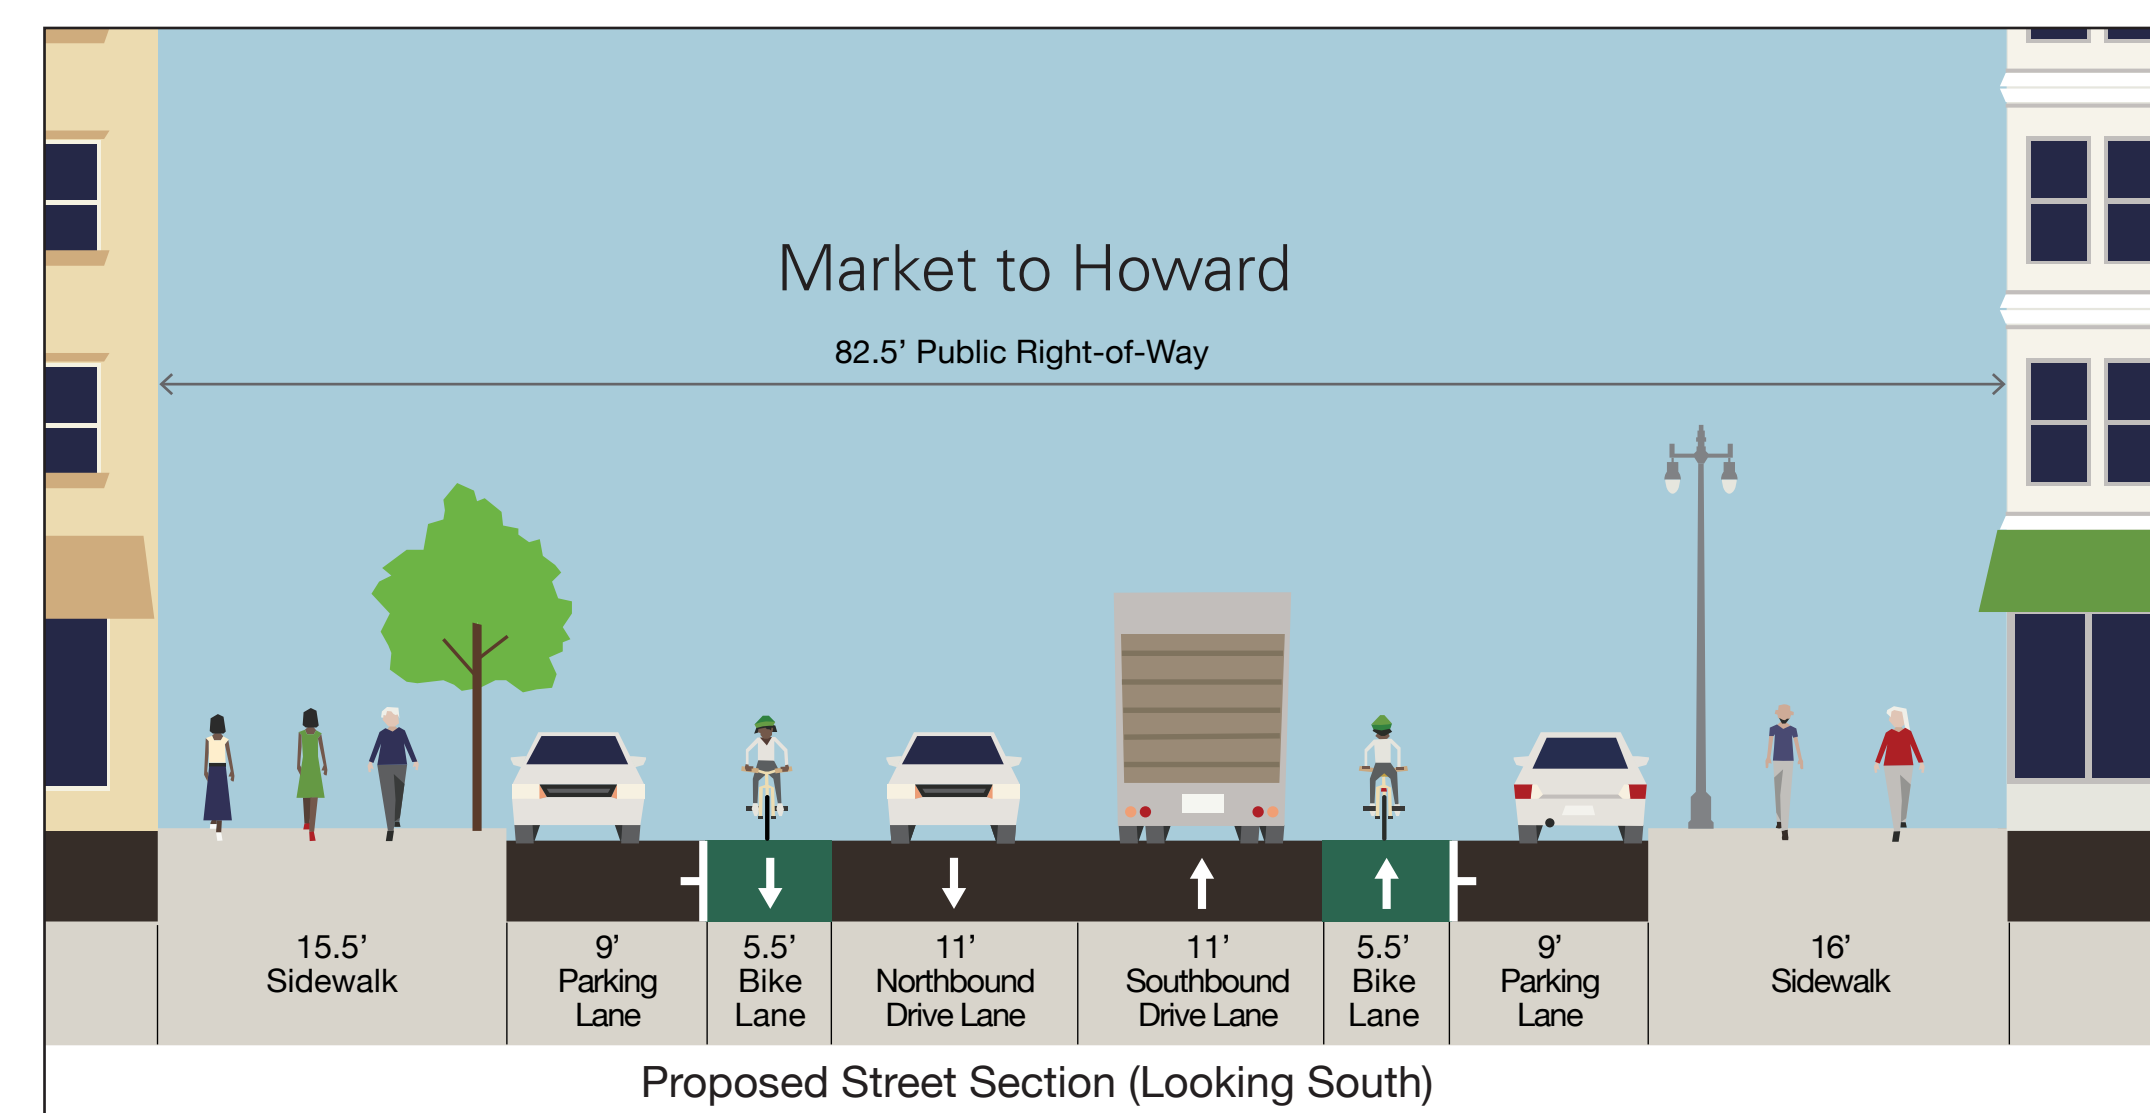 Market to Howard
82.5’ Public Right-of-Way
15.5’
Sidewalk
9’
Parking
Lane
5.5’
Bike
Lane
11’
Northbound
Drive Lane
11’
Southbound
Drive Lane
5.5’
Bike
Lane
9’
Parking
Lane
16’
Sidewalk
Proposed Street Section (Looking South)